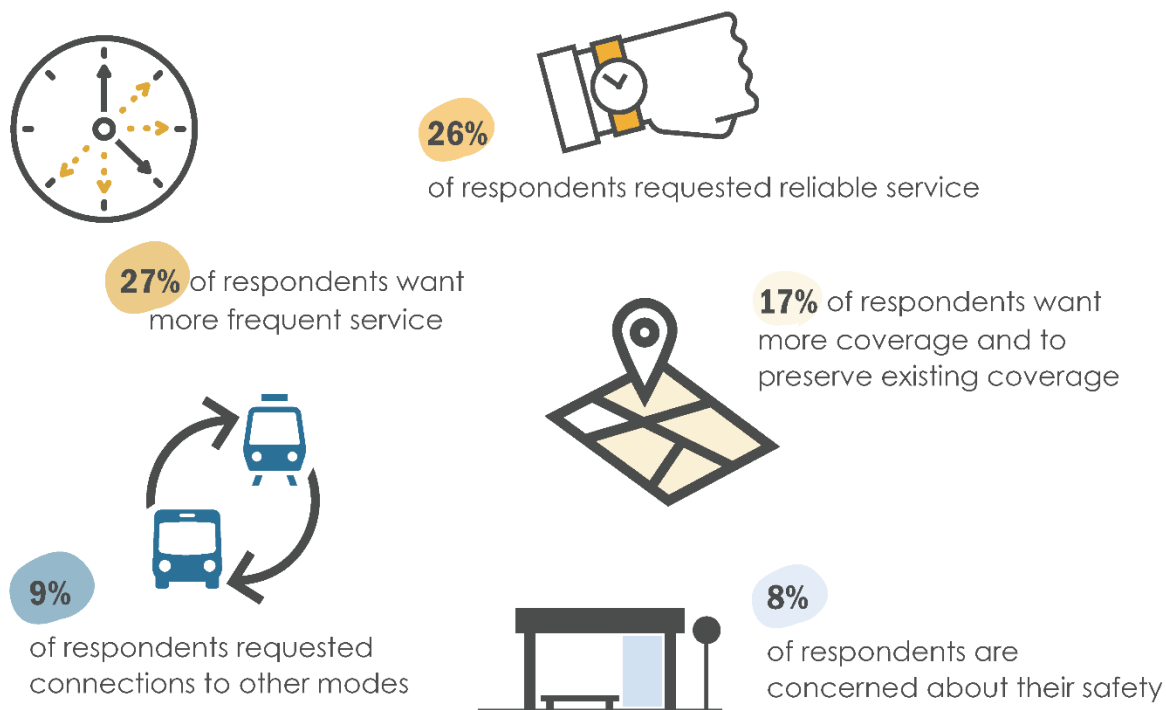 26%
of respondents requested reliable service
27% of respondents want
more frequent service
17% of respondents want
more coverage and to
preserve existing coverage
9%
of respondents requested
connections to other modes
8%
of respondents are
concerned about their safety